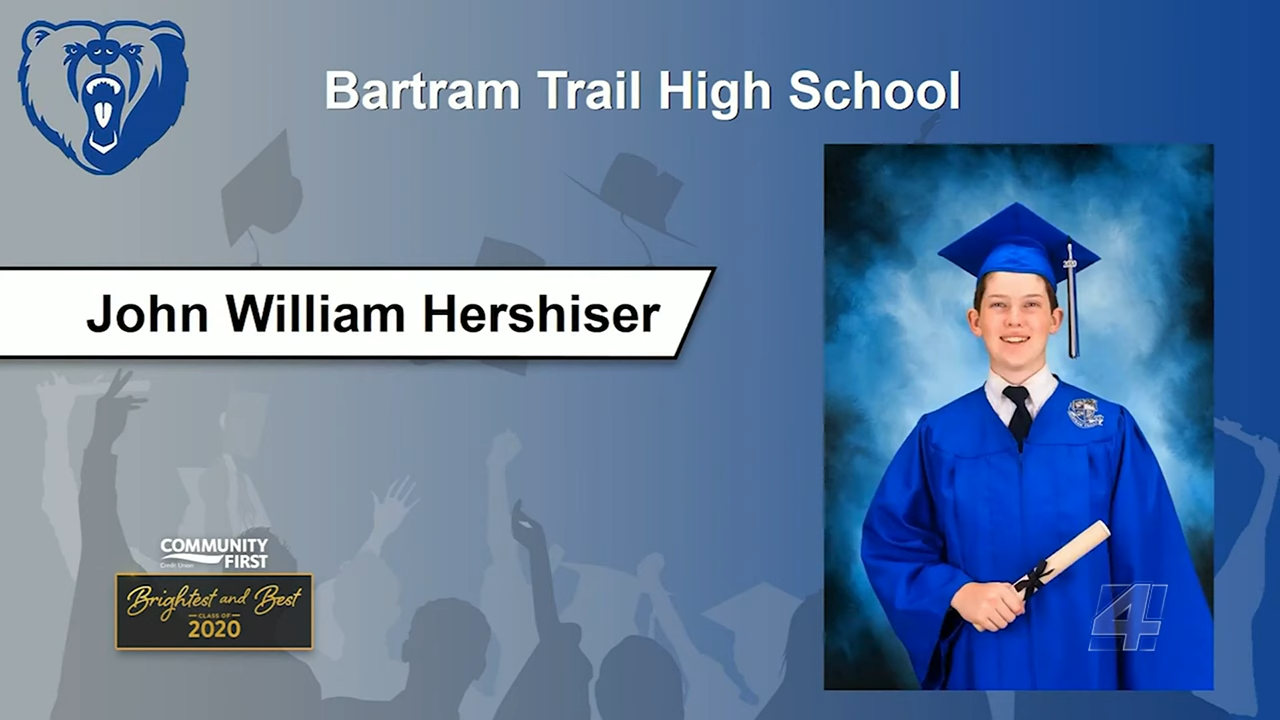 Bartram Trail High School
John William Hershiser
COMMUNITY
FIRST
Credit Union
Brightest and Best
CLASS OF
2020
4